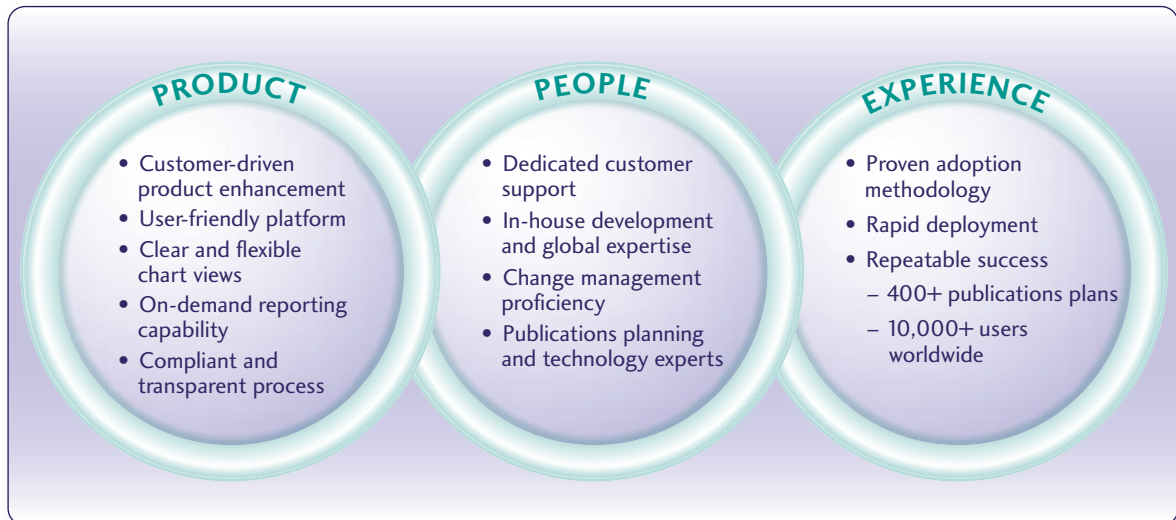 PRODUCT
• Customer-driven
product enhancement
• User-friendly platform
• Clear and flexible
chart views
• On-demand reporting
capability
• Compliant and
transparent process
PEOPLE
• Dedicated customer
support
• In-house development
and global expertise
• Change management
proficiency
• Publications planning
and technology experts
EXPERIENCE
• Proven adoption
methodology
• Rapid deployment
• Repeatable success
– 400+ publications plans
– 10,000+ users
worldwide